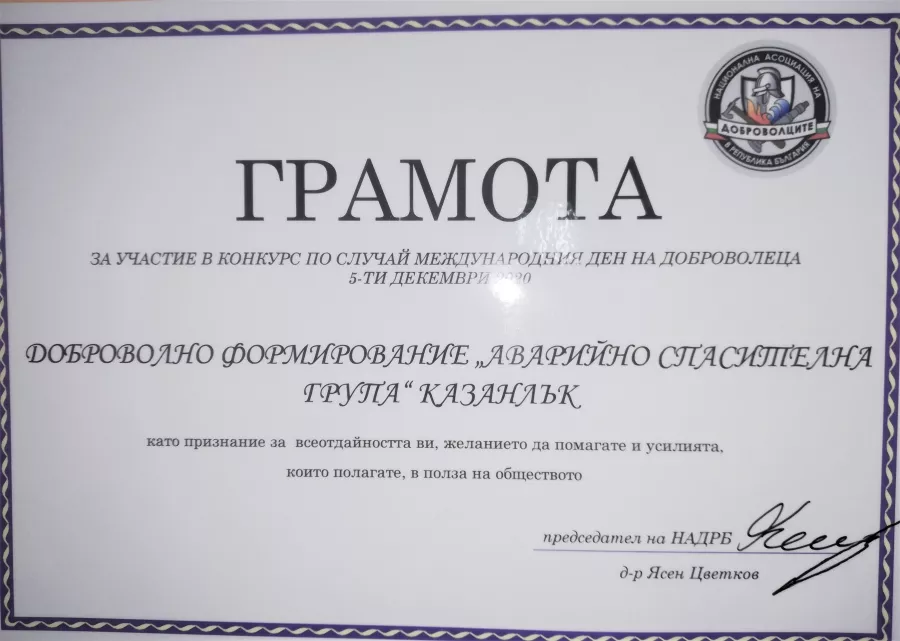 НАЦИОНАЛНА АСОЦИАЦИЯ НА
ДОБРОВОЛЦИТЕ
В РЕПУБЛИКА БЪЛГАРИЯ
ГРАМОТА
ЗА УЧАСТИЕ В КОНКУРС ПО СЛУЧАЙ МЕЖДУНАРОДНИЯ ДЕН НА ДОБРОВОЛЕЦА
5-ТИ ДЕКЕМВРИ 2020
ДОБРОВОЛНО ФОРМИРОВАНИЕ „АВАРИЙНО СПАСИТЕЛНА
ГРУПА“ КАЗАНЛЪК
като признание за всеотдайността ви, желанието да помагате и усилията,
които полагате, в полза на обществото
председател на НАДРБ
д-р Ясен Цветков